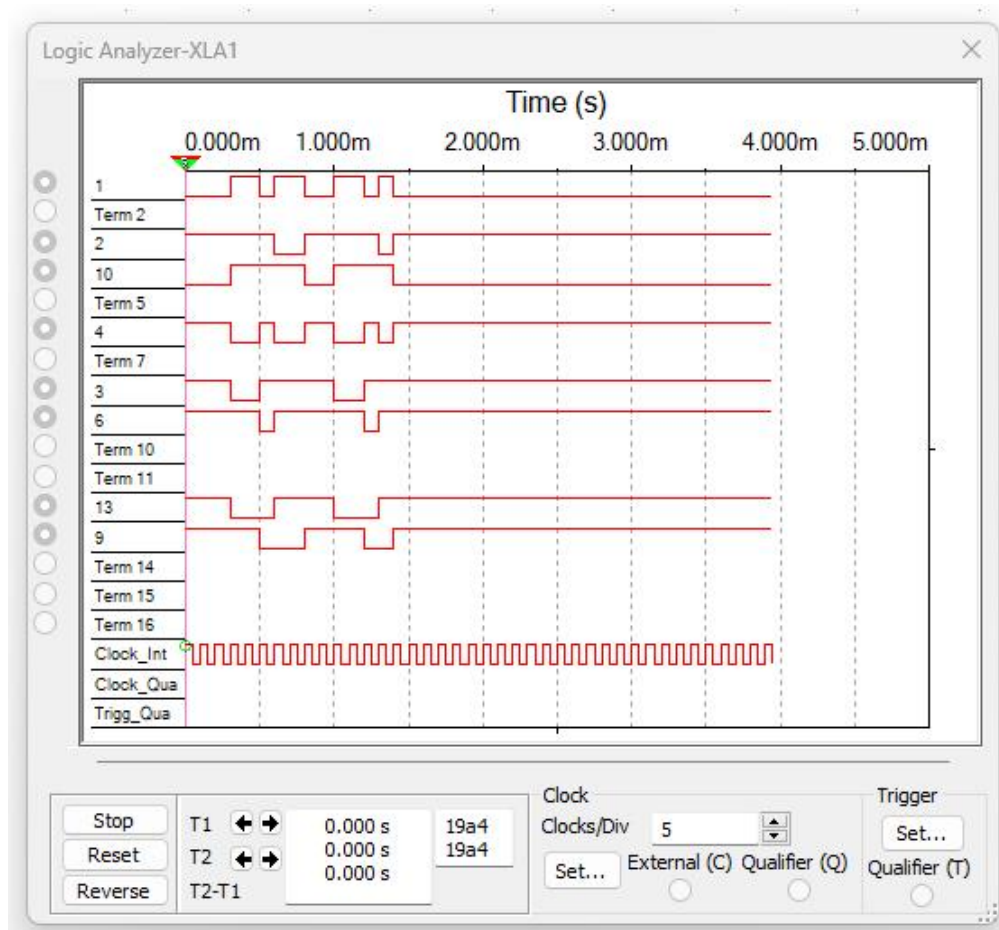 Logic Analyzer-XLA1
Time (s)
0.000m 1.000m 2.000m 3.000m 4.000m 5.000m
1
Term 2
2
10
Term 5
4
Term 7
3
6
Term 10
Term 11
13
9
Term 14
Term 15
Term 16
Clock_Int
Clock_Qua
Trigg_Qua
Stop
Reset
Reverse
T1 0.000 s 19a4
T2 0.000 s 19a4
T2-T1 0.000 s
Clock
Clocks/Div 5
Set... External (C) Qualifier (Q)
Trigger
Set...
Qualifier (T)